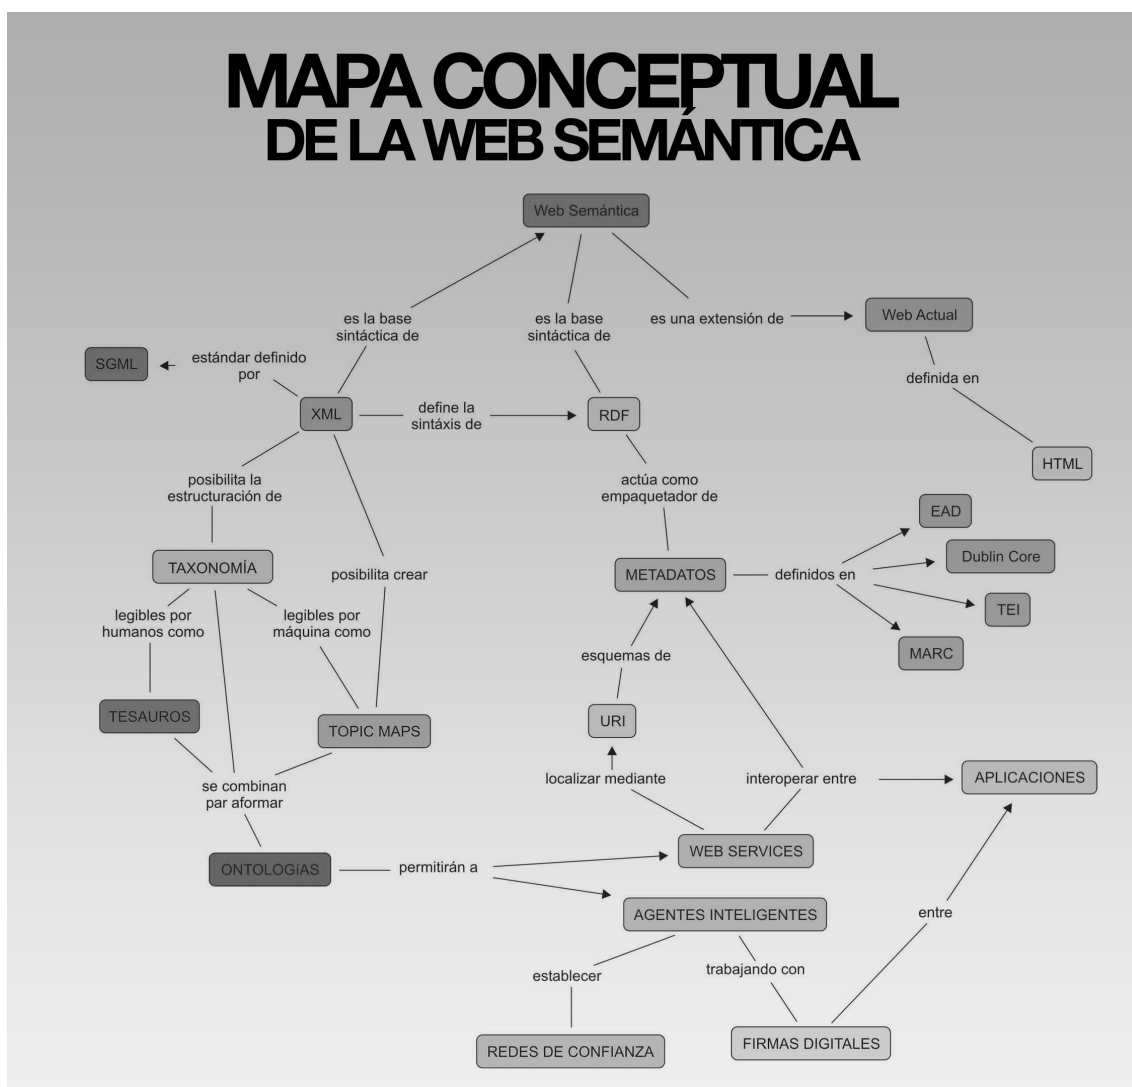 MAPA CONCEPTUAL
DE LA WEB SEMÁNTICA
Web Semántica
es la base
sintáctica de
es la base
sintáctica de
es una extensión de
Web Actual
SGML
estándar definido
por
definida en
XML
define la
sintáxis de
RDF
HTML
posibilita la
estructuración de
actúa como
empaquetador de
EAD
Dublin Core
TAXONOMÍA
posibilita crear
METADATOS
definidos en
TEI
legibles por
humanos como
legibles por
máquina como
esquemas de
MARC
TESAUROS
TOPIC MAPS
URI
se combinan
par aformar
localizar mediante
interoperar entre
APLICACIONES
ONTOLOGíAS
permitirán a
WEB SERVICES
AGENTES INTELIGENTES
entre
establecer
trabajando con
REDES DE CONFIANZA
FIRMAS DIGITALES